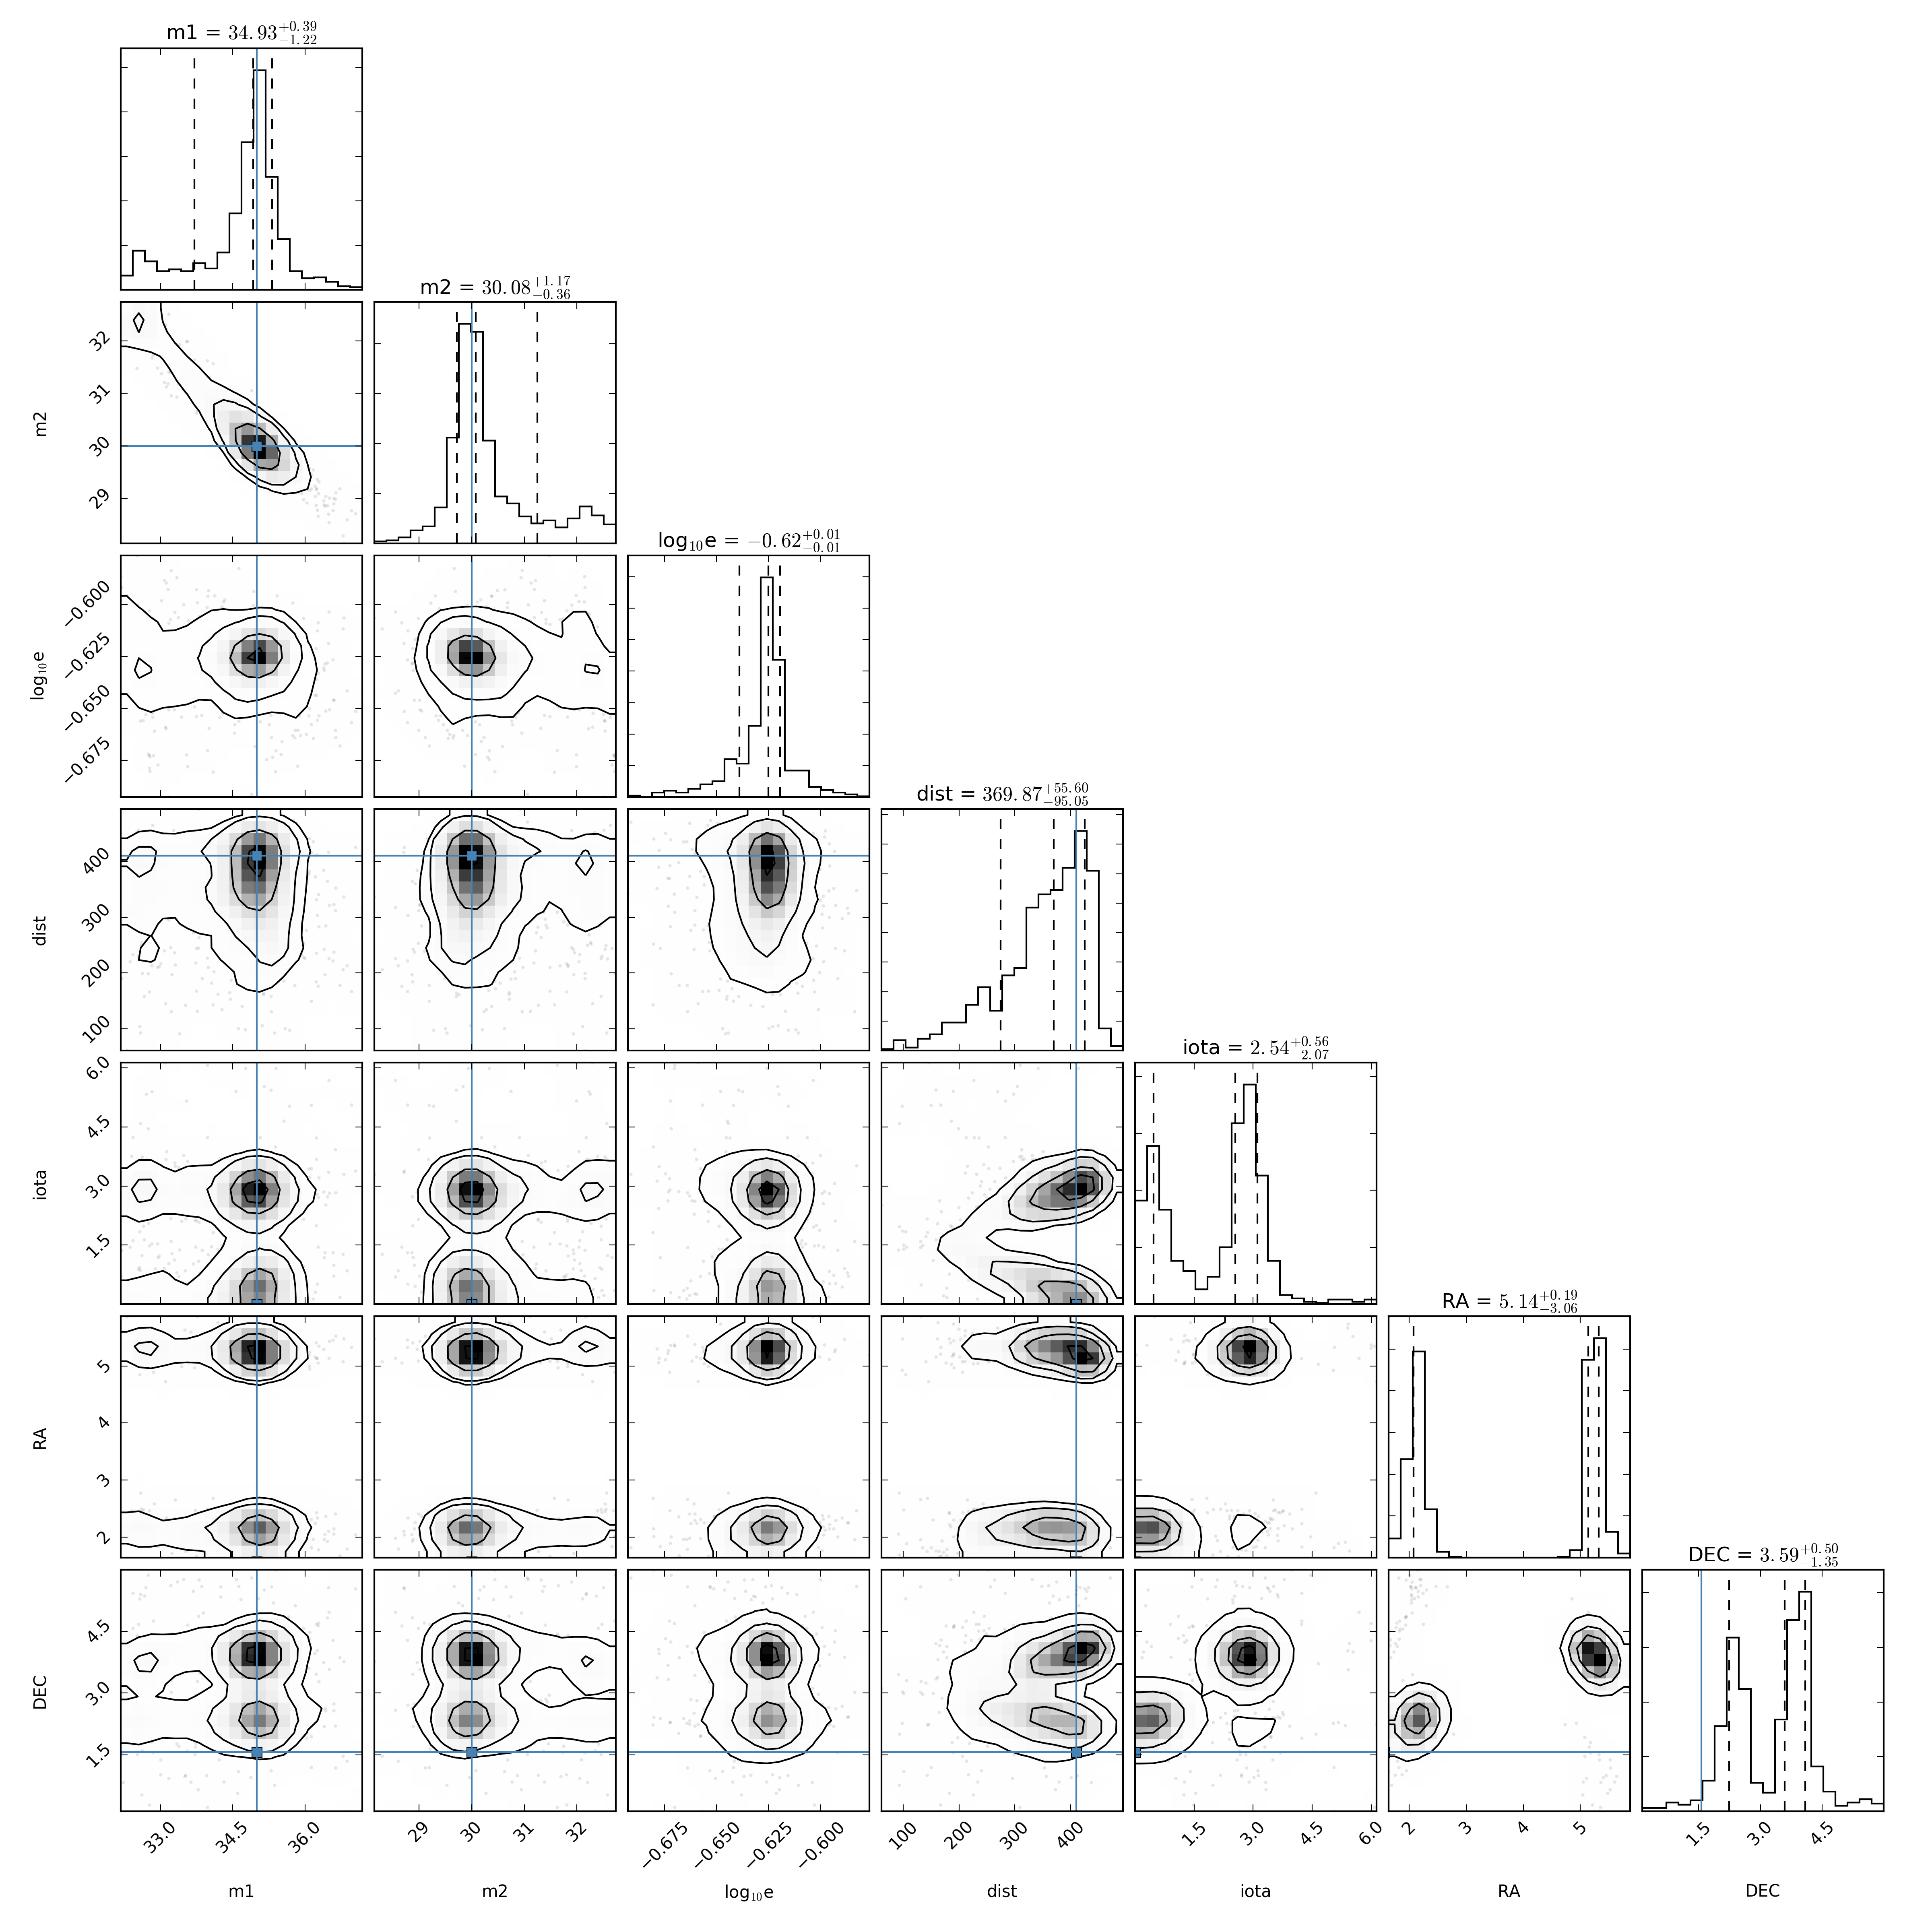 m1 = 34.93+0.39−1.22
m2 = 30.08+1.17−0.36
32
31
30
29
m2
log10e = −0.62+0.01−0.01
−0.600
−0.625
−0.650
−0.675
log10e
dist = 369.87+55.60−95.05
400
300
200
100
dist
iota = 2.54+0.56−2.07
6.0
4.5
3.0
1.5
iota
RA = 5.14+0.19−3.06
5
4
3
2
RA
DEC = 3.59+0.50−1.35
4.5
3.0
1.5
DEC
33.0 34.5 36.0 29 30 31 32 −0.675 −0.650 −0.625 −0.600 100 200 300 400 1.5 3.0 4.5 6.0 2 3 4 5 1.5 3.0 4.5
m1 m2 log10e dist iota RA DEC